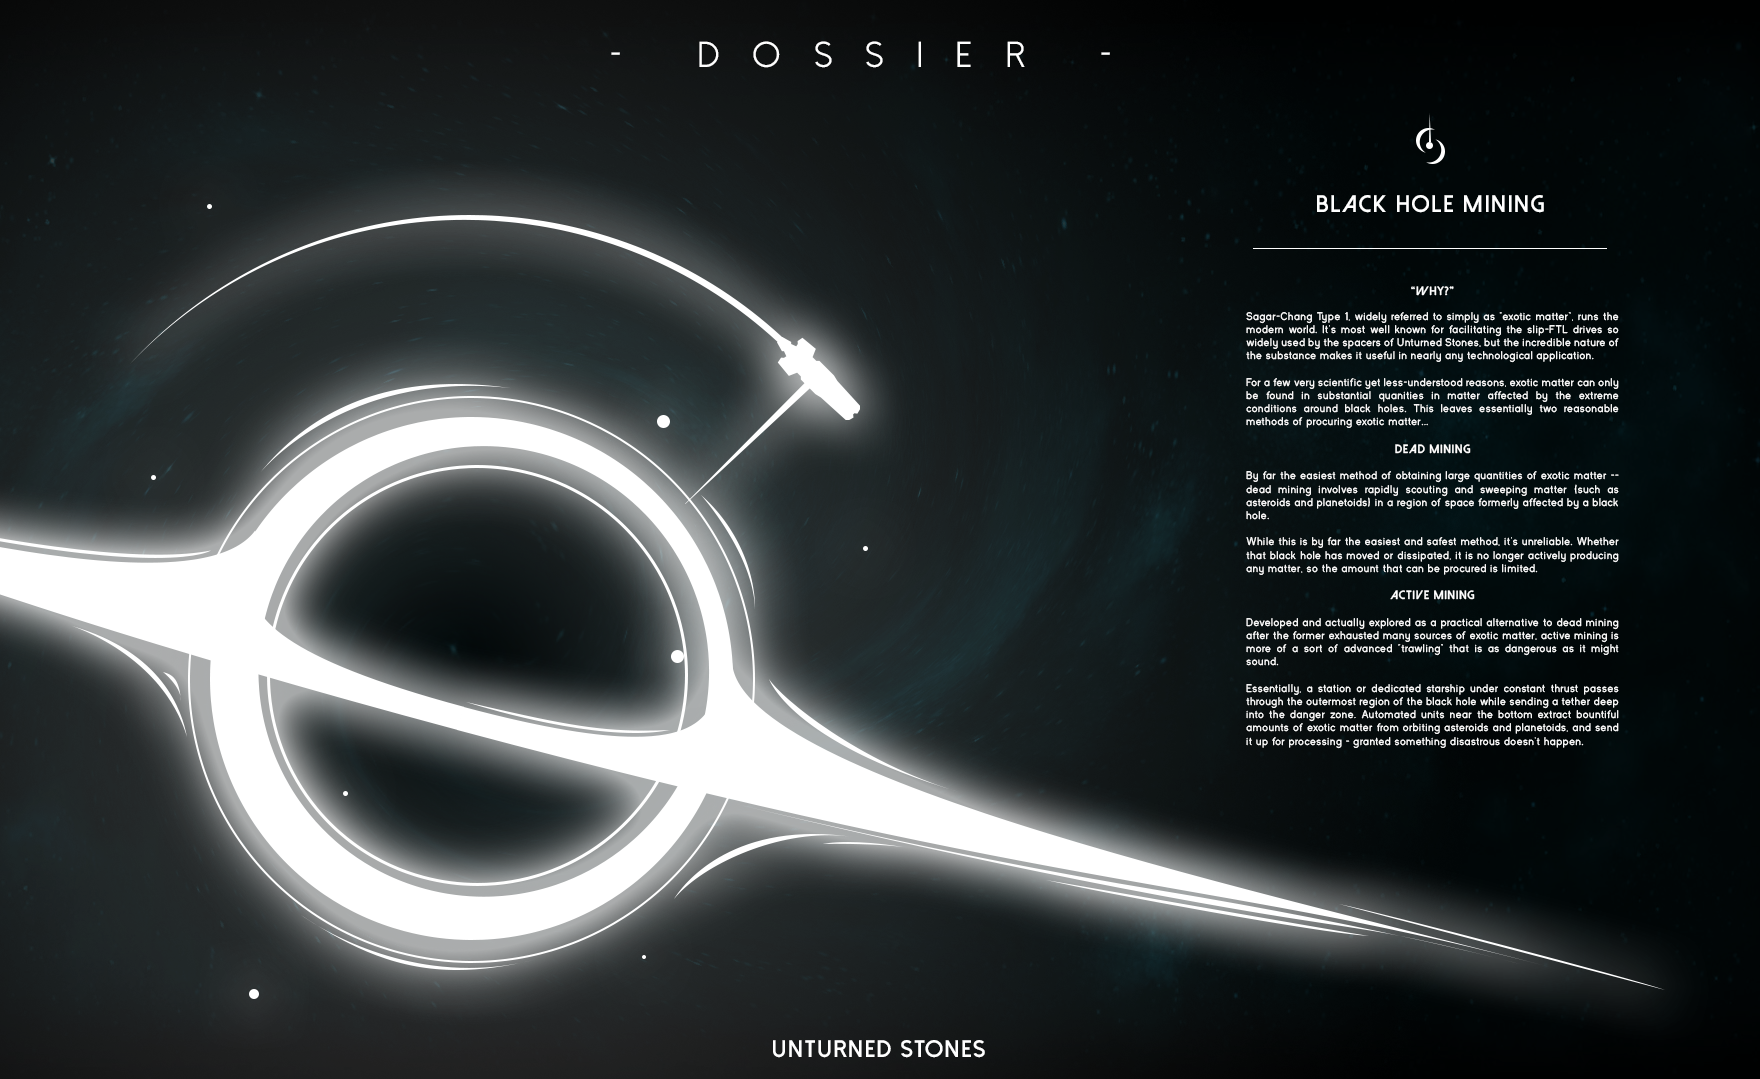 - DOSSIER -
BLACK HOLE MINING
"WHY?"
Sagar-Chang Type 1, widely referred to simply as "exotic matter", runs the
modern world. It's most well known for facilitating the slip-FTL drives so
widely used by the spacers of Unturned Stones, but the incredible nature of
the substance makes it useful in nearly any technological application.
For a few very scientific yet less-understood reasons, exotic matter can only
be found in substantial quanities in matter affected by the extreme
conditions around black holes. This leaves essentially two reasonable
methods of procuring exotic matter...
DEAD MINING
By far the easiest method of obtaining large quantities of exotic matter --
dead mining involves rapidly scouting and sweeping matter (such as
asteroids and planetoids) in a region of space formerly affected by a black
hole.
While this is by far the easiest and safest method, it's unreliable. Whether
that black hole has moved or dissipated, it is no longer actively producing
any matter, so the amount that can be procured is limited.
ACTIVE MINING
Developed and actually explored as a practical alternative to dead mining
after the former exhausted many sources of exotic matter, active mining is
more of a sort of advanced "trawling" that is as dangerous as it might
sound.
Essentially, a station or dedicated starship under constant thrust passes
through the outermost region of the black hole while sending a tether deep
into the danger zone. Automated units near the bottom extract bountiful
amounts of exotic matter from orbiting asteroids and planetoids, and send
it up for processing - granted something disastrous doesn't happen.
UNTURNED STONES